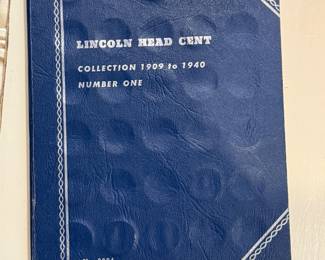 LINCOLN HEAD CENT
COLLECTION 1909 to 1940
NUMBER ONE